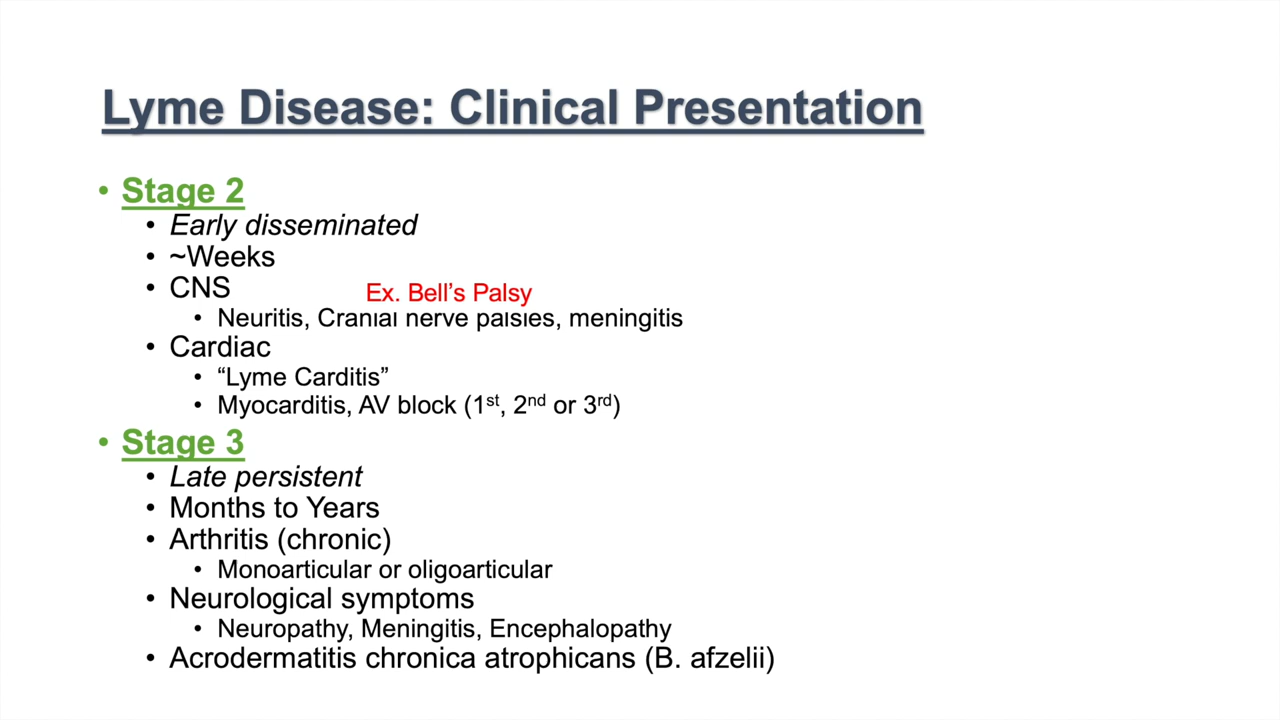 Lyme Disease: Clinical Presentation
• Stage 2
• Early disseminated
• ~Weeks
• CNS
Ex. Bell's Palsy
• Neuritis, Cranial nerve palsies, meningitis
• Cardiac
• “Lyme Carditis”
• Myocarditis, AV block (1st, 2nd or 3rd)
• Stage 3
• Late persistent
• Months to Years
• Arthritis (chronic)
• Monoarticular or oligoarticular
• Neurological symptoms
• Neuropathy, Meningitis, Encephalopathy
• Acrodermatitis chronica atrophicans (B. afzelii)